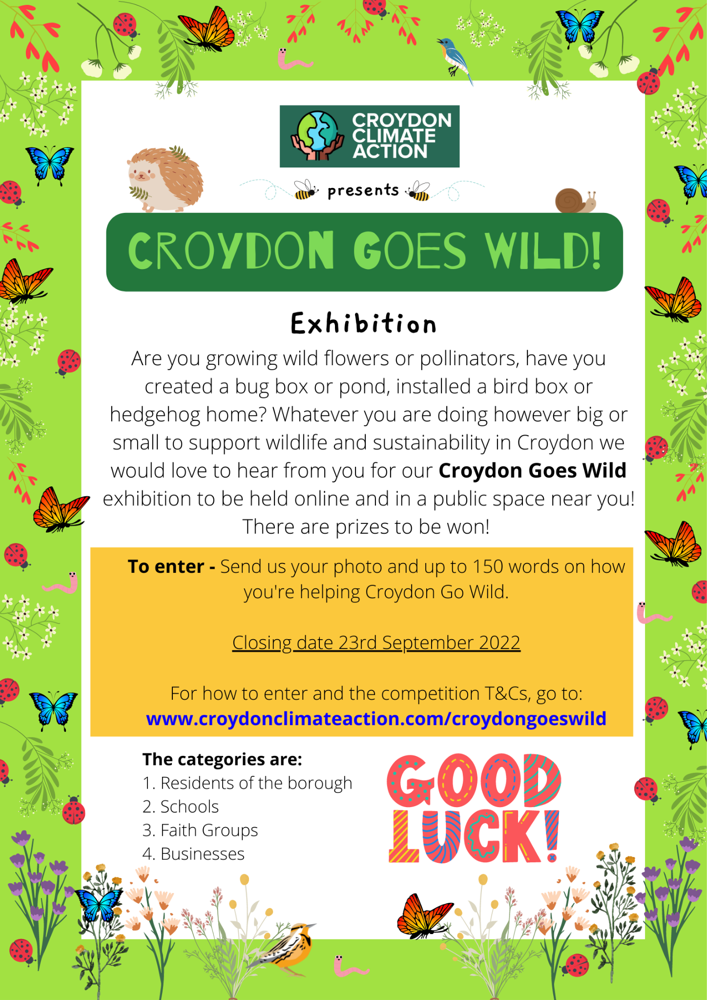 CROYDON
CLIMATE
ACTION
presents
CROYDON GOES WILD!
Exhibition
Are you growing wild flowers or pollinators, have you
created a bug box or pond, installed a bird box or
hedgehog home? Whatever you are doing however big or
small to support wildlife and sustainability in Croydon we
would love to hear from you for our Croydon Goes Wild
exhibition to be held online and in a public space near you!
There are prizes to be won!
To enter - Send us your photo and up to 150 words on how
you're helping Croydon Go Wild.
Closing date 23rd September 2022
For how to enter and the competition T&Cs, go to:
www.croydonclimateaction.com/croydongoeswild
The categories are:
1. Residents of the borough
2. Schools
3. Faith Groups
4. Businesses
GOOD
LUCK!